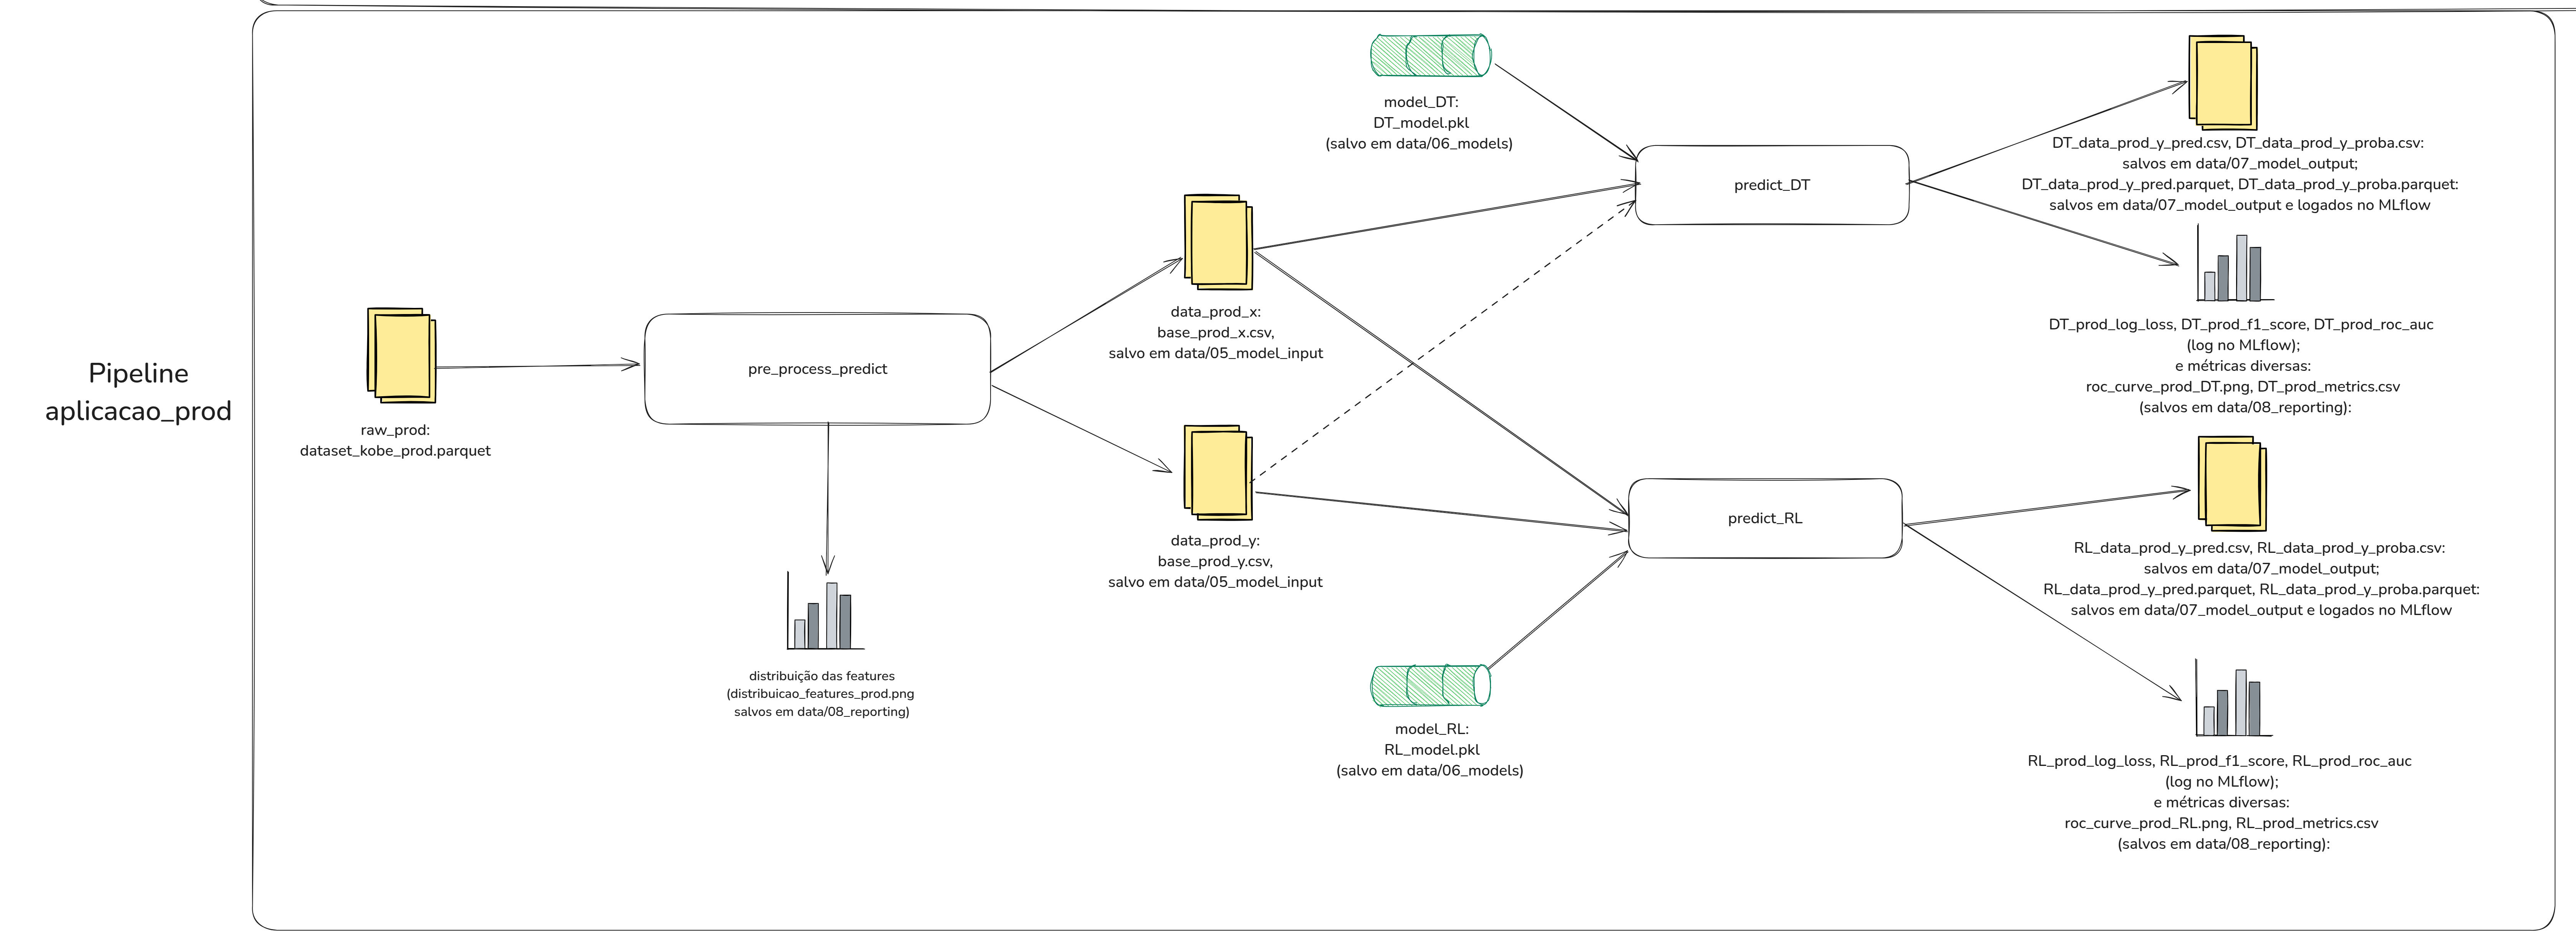 Pipeline
aplicacao_prod
raw_prod:
dataset_kobe_prod.parquet
pre_process_predict
distribuição das features
(distribuicao_features_prod.png
salvos em data/08_reporting)
data_prod_x:
base_prod_x.csv,
salvo em data/05_model_input
data_prod_y:
base_prod_y.csv,
salvo em data/05_model_input
model_DT:
DT_model.pkl
(salvo em data/06_models)
model_RL:
RL_model.pkl
(salvo em data/06_models)
predict_DT
predict_RL
DT_data_prod_y_pred.csv, DT_data_prod_y_proba.csv:
salvos em data/07_model_output;
DT_data_prod_y_pred.parquet, DT_data_prod_y_proba.parquet:
salvos em data/07_model_output e logados no MLflow
DT_prod_log_loss, DT_prod_f1_score, DT_prod_roc_auc
(log no MLflow);
e métricas diversas:
roc_curve_prod_DT.png, DT_prod_metrics.csv
(salvos em data/08_reporting):
RL_data_prod_y_pred.csv, RL_data_prod_y_proba.csv:
salvos em data/07_model_output;
RL_data_prod_y_pred.parquet, RL_data_prod_y_proba.parquet:
salvos em data/07_model_output e logados no MLflow
RL_prod_log_loss, RL_prod_f1_score, RL_prod_roc_auc
(log no MLflow);
e métricas diversas:
roc_curve_prod_RL.png, RL_prod_metrics.csv
(salvos em data/08_reporting):